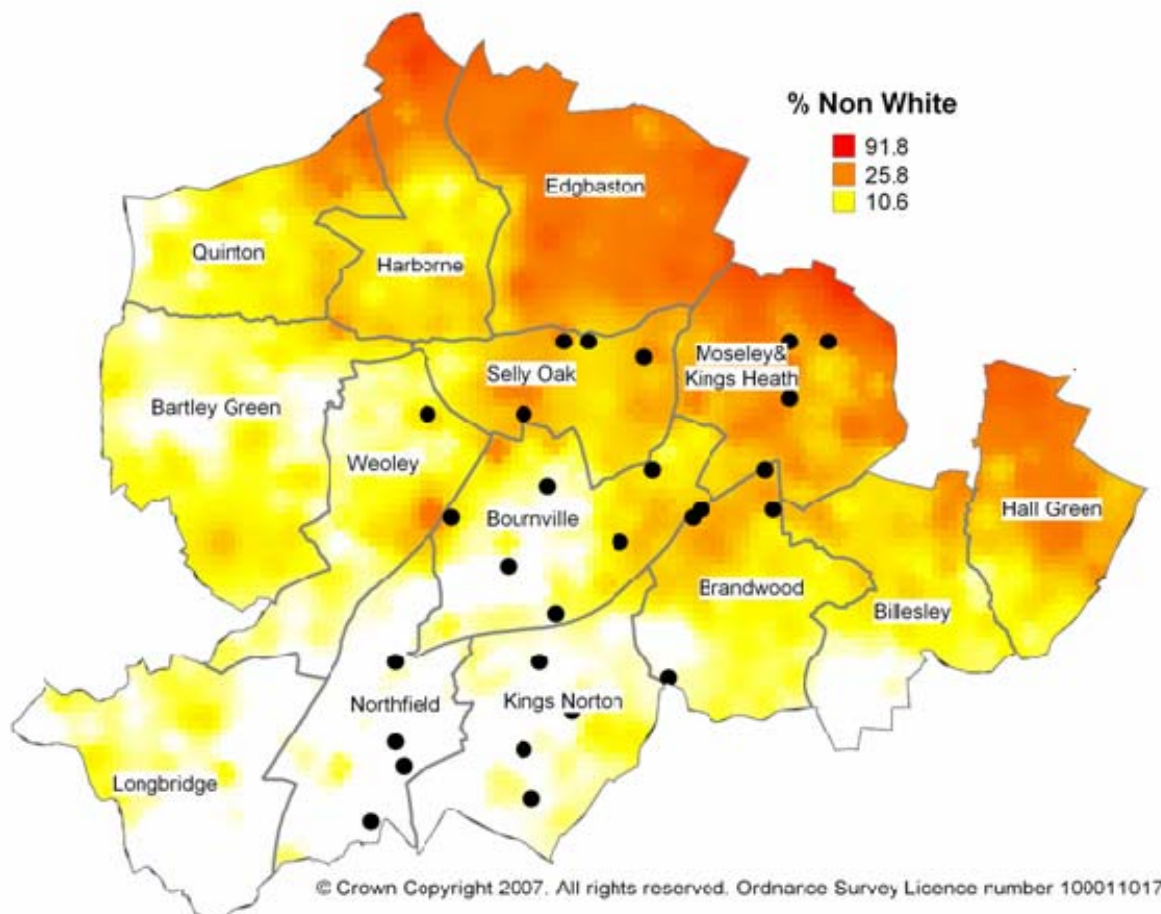 % Non White
91.8
25.8
10.6
Edgbaston
Quinton
Harborne
Moseley&
Kings Heath
Selly Oak
Bartley Green
Weoley
Bournville
Hall Green
Brandwood
Billesley
Northfield
Kings Norton
Longbridge
© Crown Copyright 2007. All rights reserved. Ordnance Survey Licence number 100011017